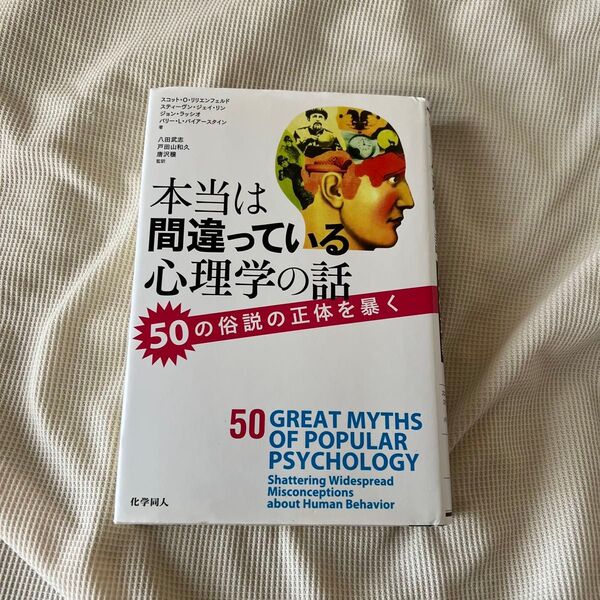 スコット・O・リリエンフェルド
スティーヴン・ジェイ・リン
ジョン・ラッシオ
バリー・L・バイアースタイン
著
八田武志
戸田山和久
唐沢穣
監訳
本当は
間違っている
心理学の話
50の俗説の正体を暴く
50 GREAT MYTHS
OF POPULAR
PSYCHOLOGY
Shattering Widespread
Misconceptions
about Human Behavior
化学同人